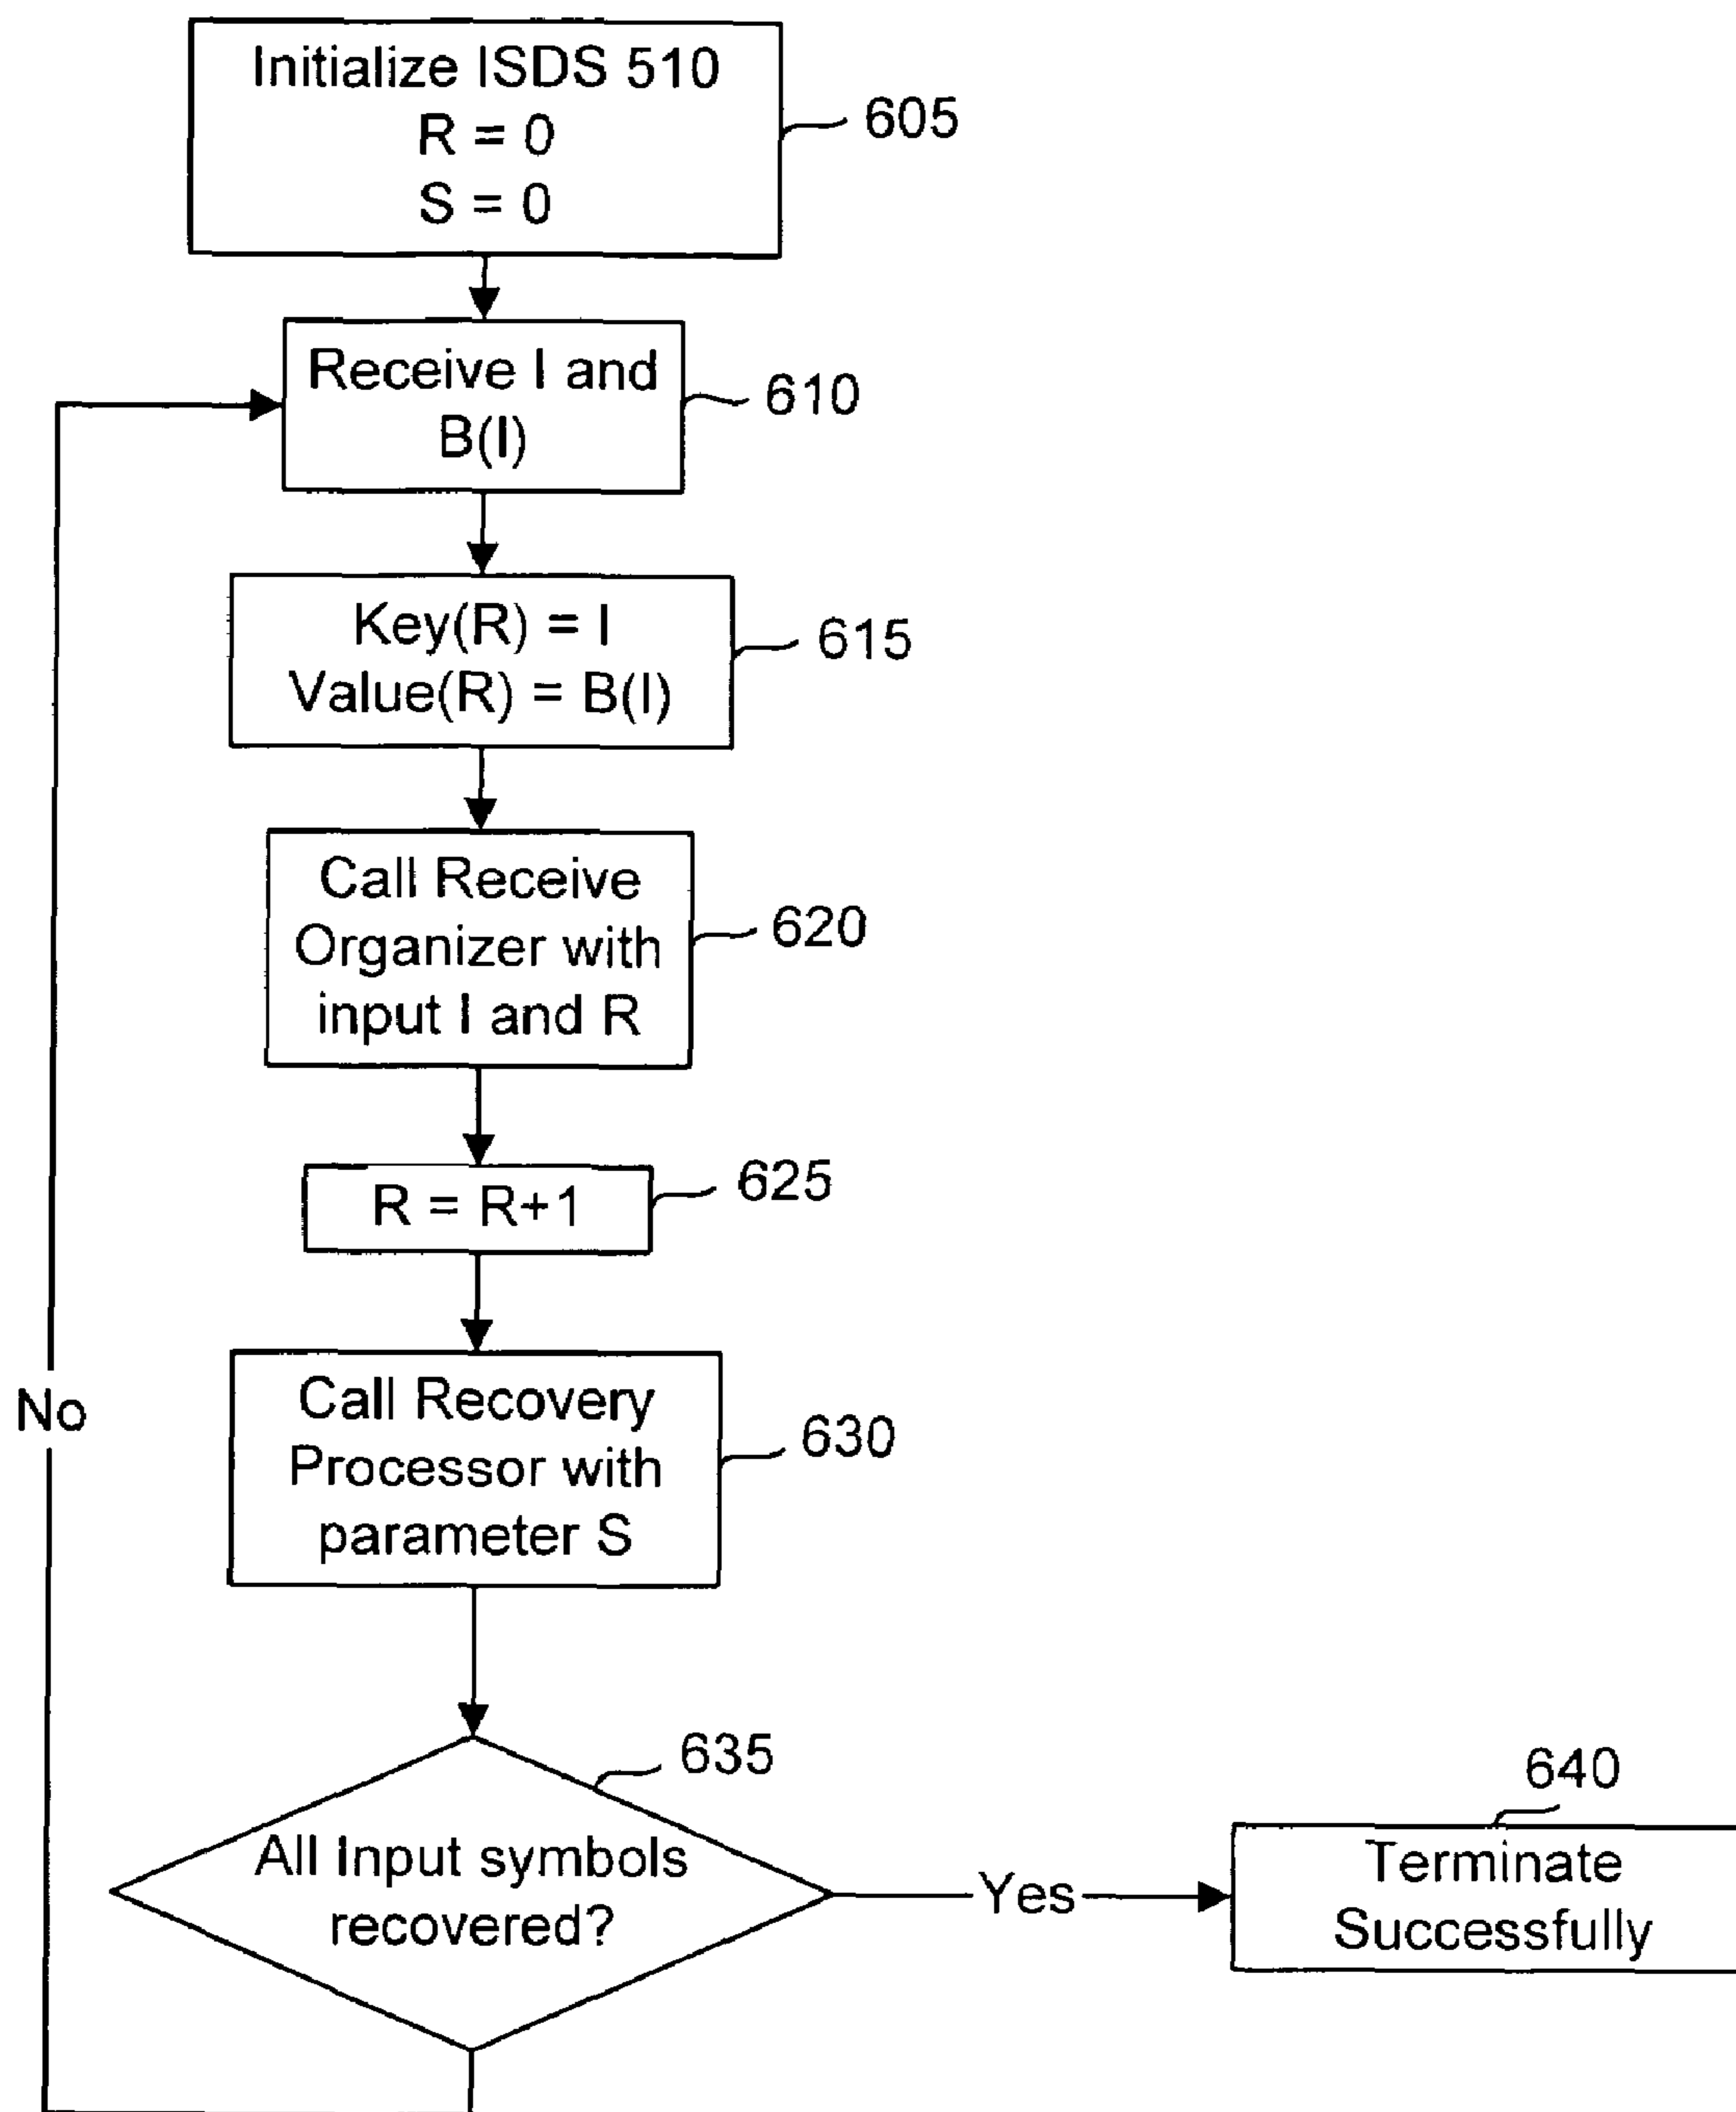 Initialize ISDS 510
R = 0
S = 0
605
Receive I and
B(I)
610
Key(R) = I
Value(R) = B(I)
615
Call Receive
Organizer with
input I and R
620
R = R+1
625
Call Recovery
Processor with
parameter S
630
No
635
All Input symbols
recovered?
Yes
640
Terminate
Successfully